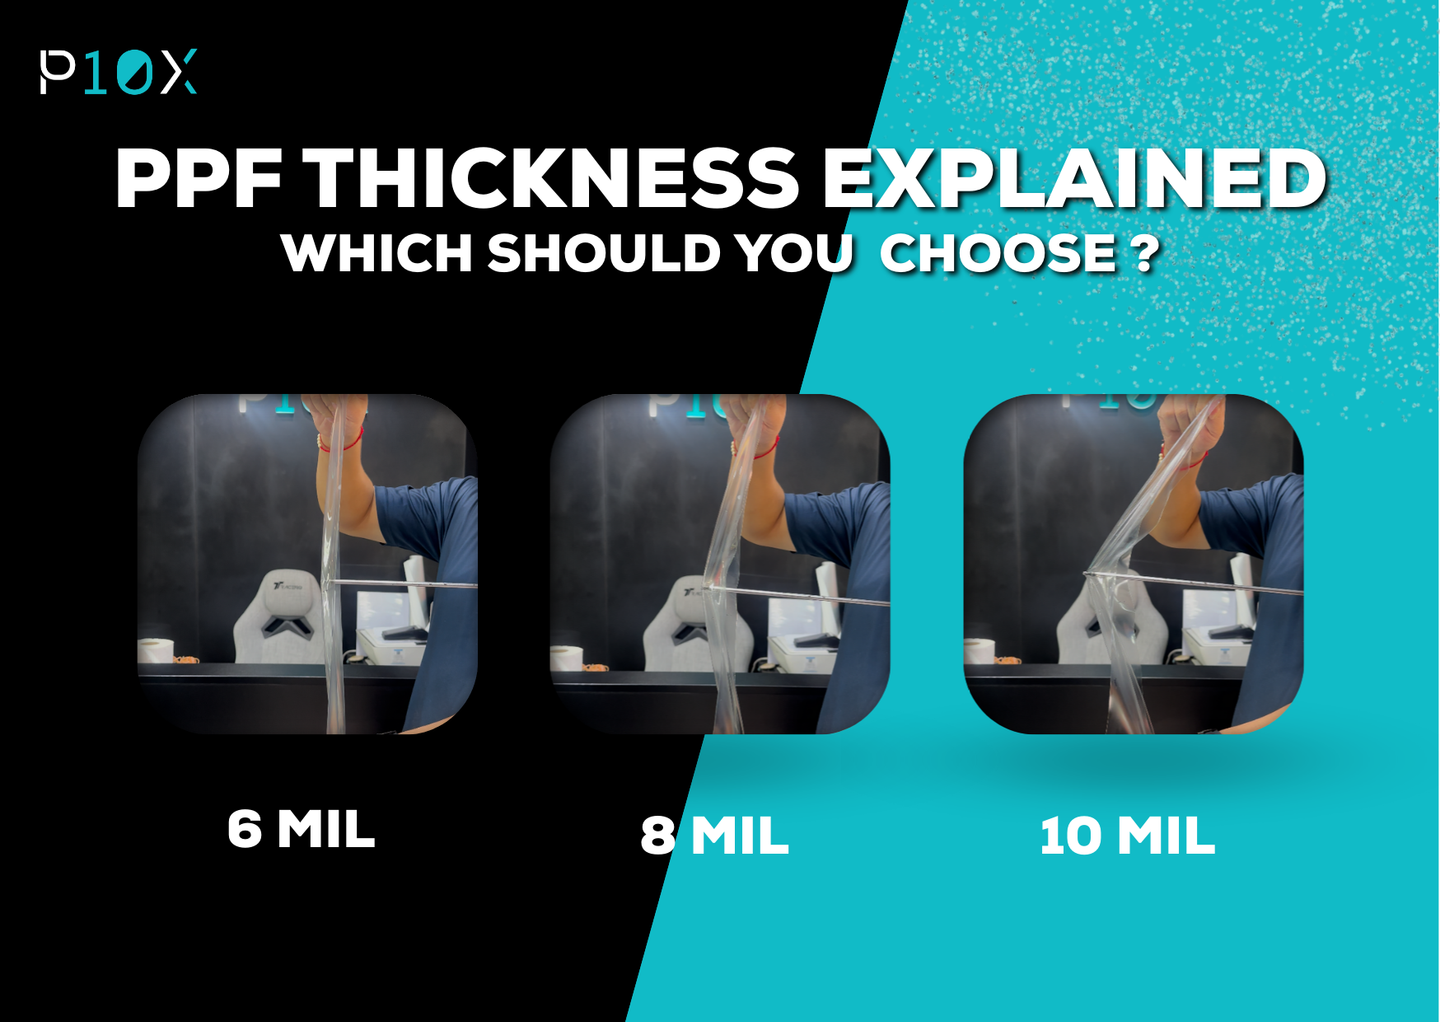 P10X
PPF THICKNESS EXPLAINED
WHICH SHOULD YOU CHOOSE ?
6 MIL
8 MIL
10 MIL